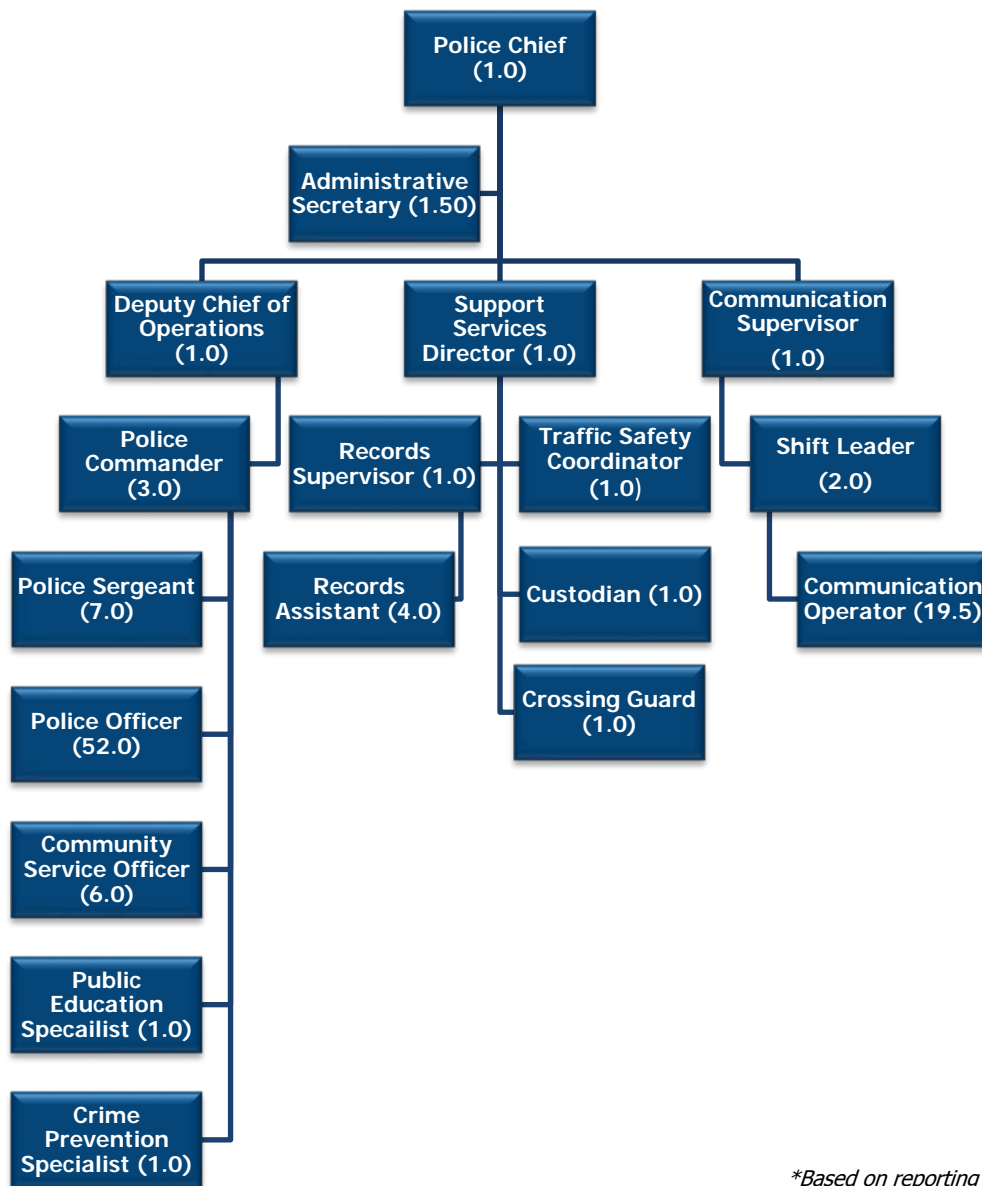 Police Chief
(1.0)
Administrative
Secretary (1.50)
Deputy Chief of
Operations
(1.0)
Support
Services
Director (1.0)
Communication
Supervisor
(1.0)
Police
Commander
(3.0)
Records
Supervisor (1.0)
Traffic Safety
Coordinator
(1.0)
Shift Leader
(2.0)
Police Sergeant
(7.0)
Records
Assistant (4.0)
Custodian (1.0)
Communication
Operator (19.5)
Police Officer
(52.0)
Crossing Guard
(1.0)
Community
Service Officer
(6.0)
Public
Education
Specailist (1.0)
Crime
Prevention
Specialist (1.0)
*Based on reporting